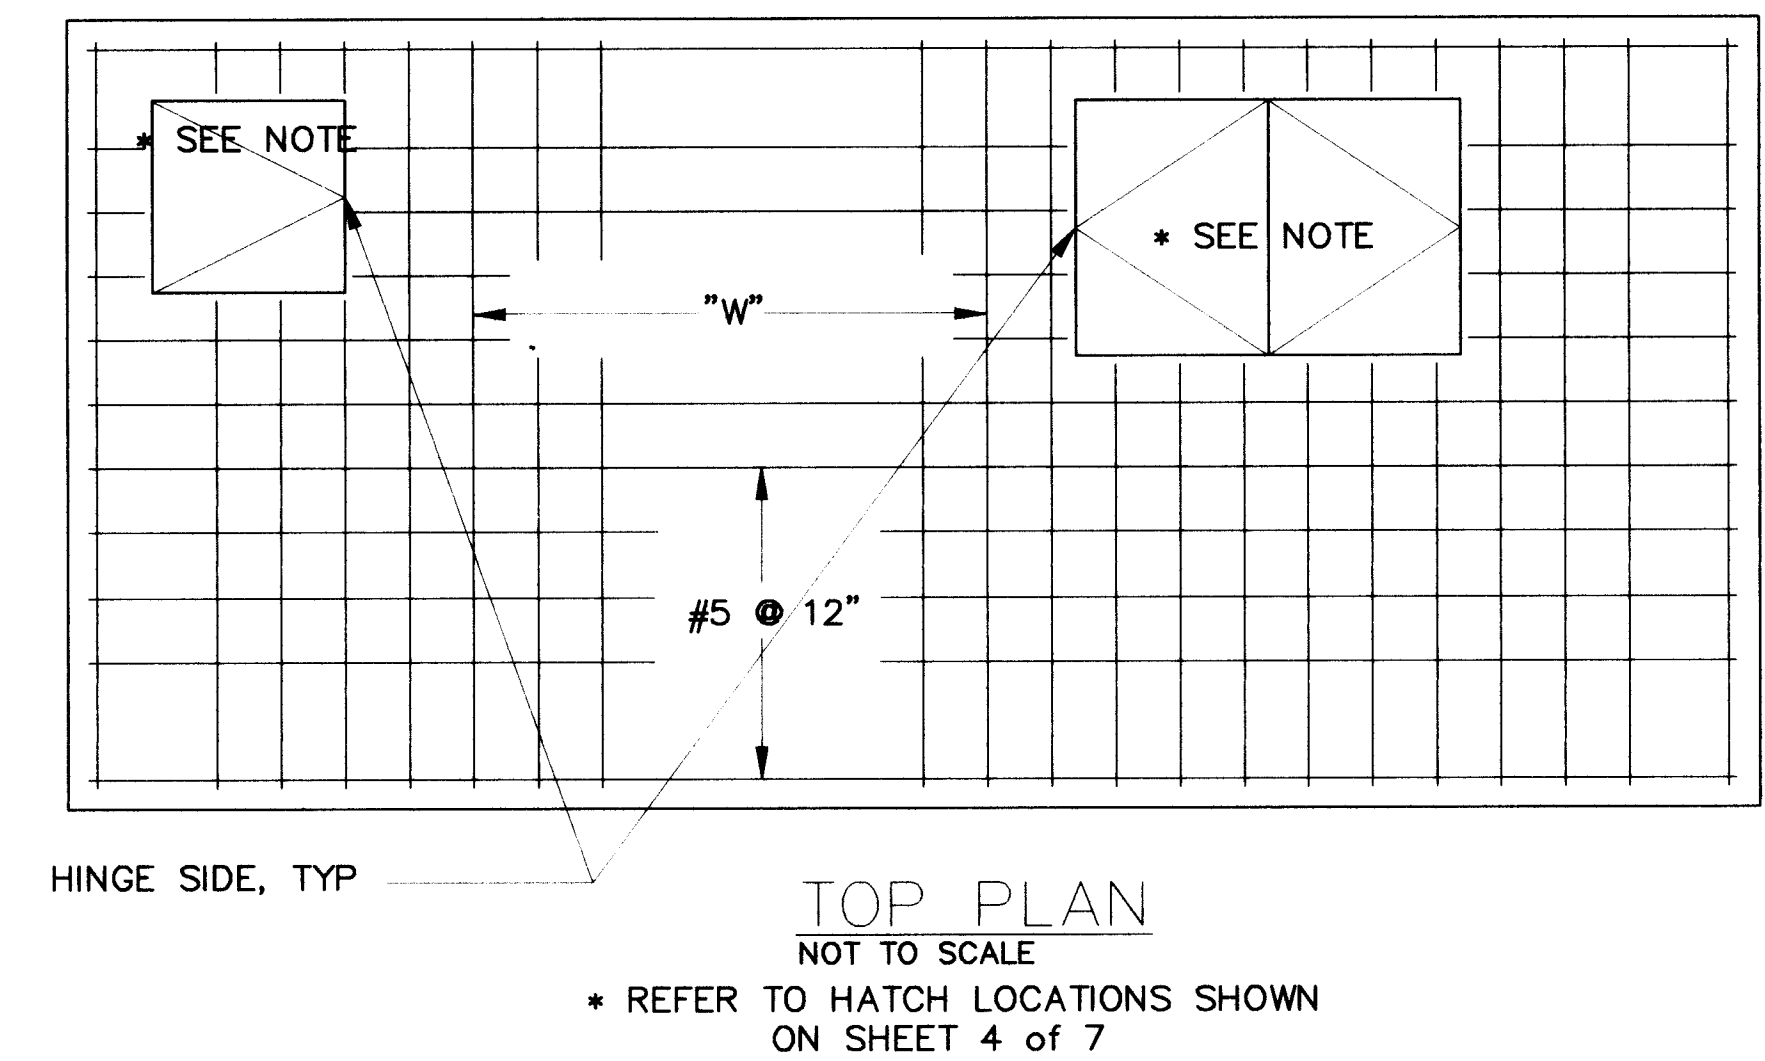 * SEE NOTE
* SEE NOTE
"W"
#5 @ 12"
HINGE SIDE, TYP
TOP PLAN
NOT TO SCALE
* REFER TO HATCH LOCATIONS SHOWN
ON SHEET 4 of 7